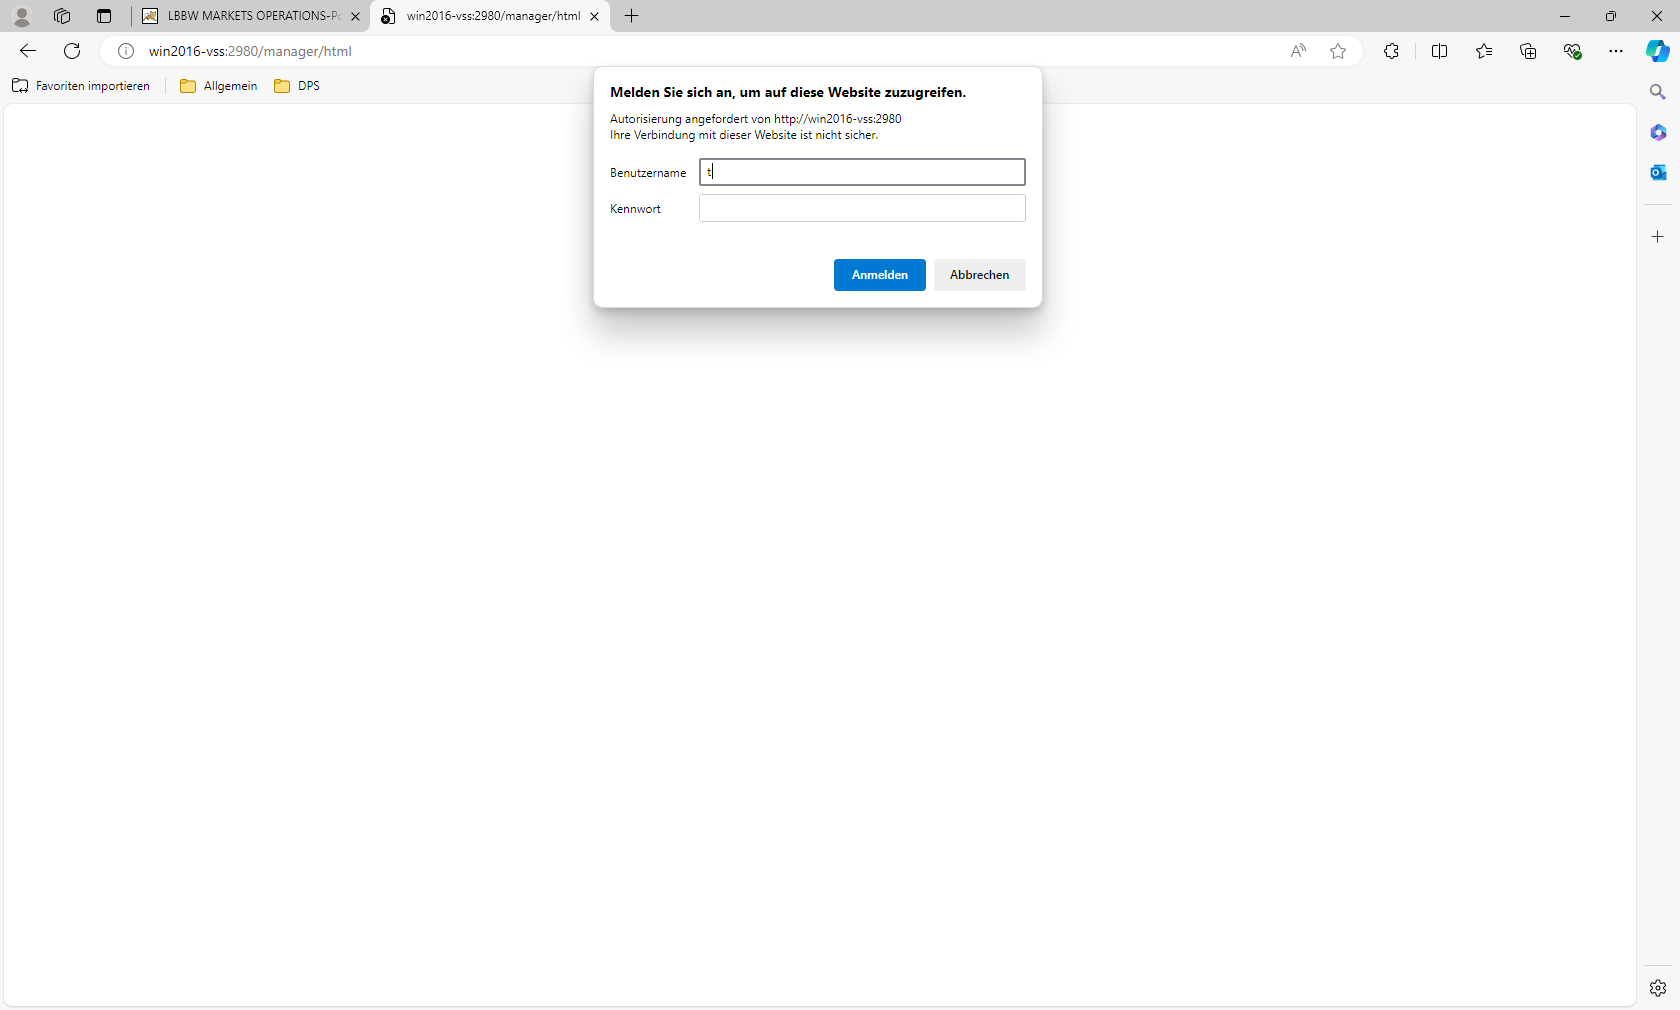 LBBW MARKETS OPERATIONS-Po
win2016-vss:2980/manager/html
win2016-vss:2980/manager/html
Favoriten importieren
Allgemein
DPS
Melden Sie sich an, um auf diese Website zuzugreifen.
Autorisierung angefordert von http://win2016-vss:2980
Ihre Verbindung mit dieser Website ist nicht sicher.
Benutzername
t
Kennwort
Anmelden
Abbrechen